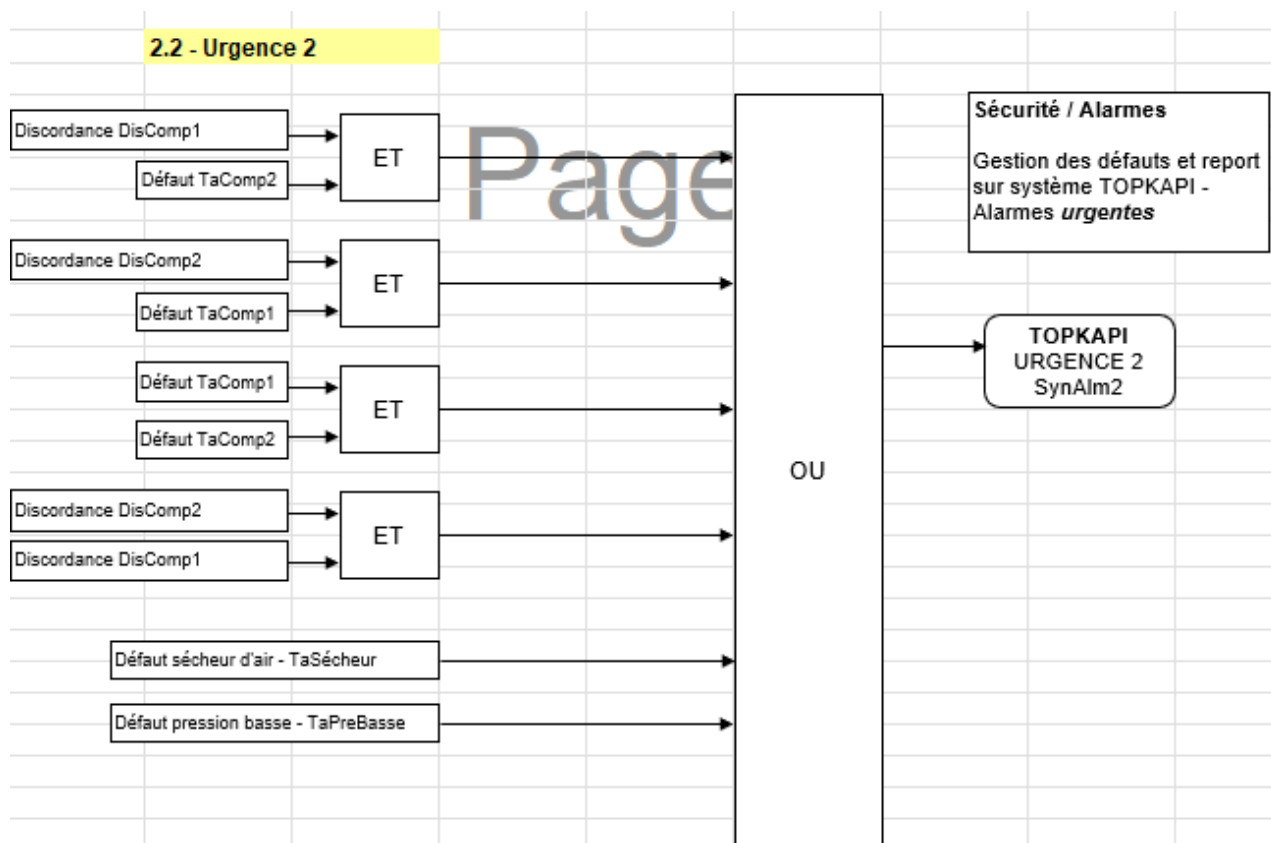 2.2 - Urgence 2
Discordance DisComp1
Défaut TaComp2
ET
Discordance DisComp2
Défaut TaComp1
ET
Défaut TaComp1
Défaut TaComp2
ET
Discordance DisComp2
Discordance DisComp1
ET
Défaut sécheur d'air - TaSécheur
Défaut pression basse - TaPreBasse
Page
OU
Sécurité / Alarmes
Gestion des défauts et report
sur système TOPKAPI -
Alarmes urgentes
TOPKAPI
URGENCE 2
SynAlm2